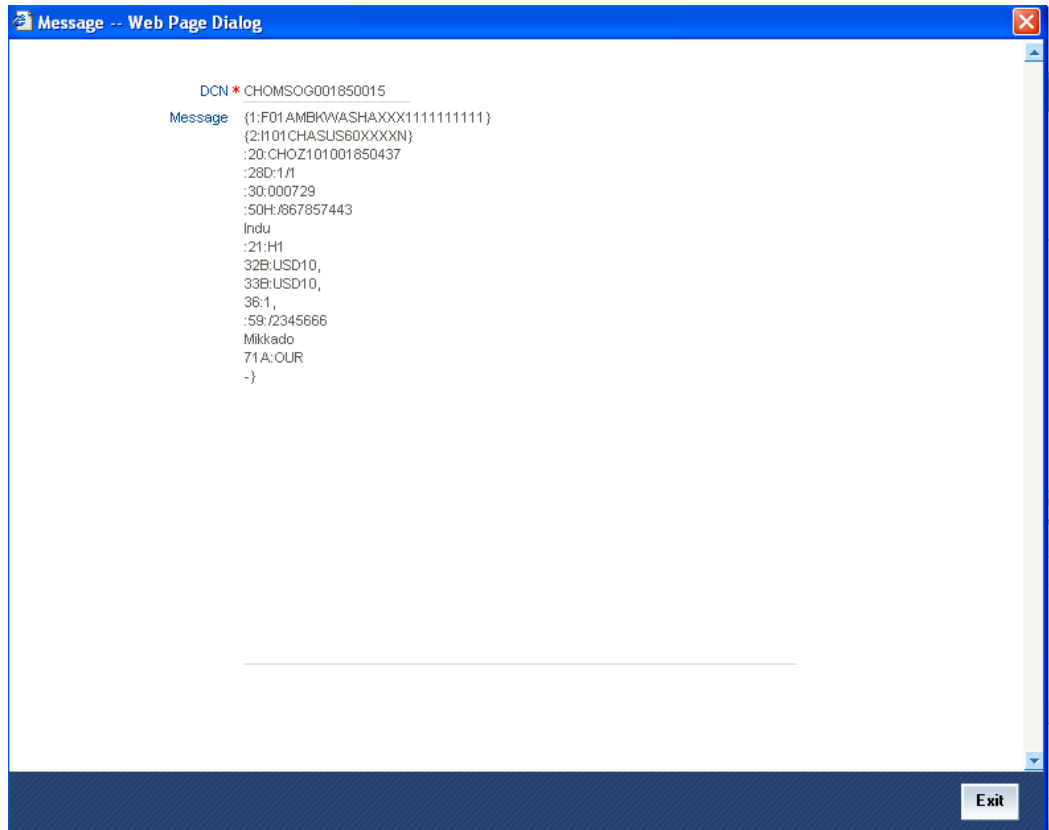 Message -- Web Page Dialog
DCN * CHOMSOG001850015
Message {1:F01AMBKWASHAXXX1111111111}
{2:I101CHASUS60XXXXN}
:20:CHOZ101001850437
:28D:1/1
:30:000729
:50H:/867857443
Indu
:21:H1
32B:USD10,
33B:USD10,
36:1,
:59:/2345666
Mikkado
71A:OUR
-}
Exit